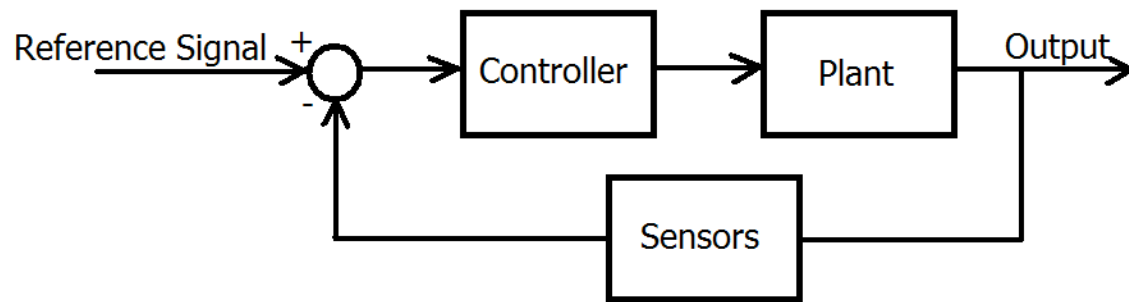 Reference Signal
+
-
Controller
Plant
Output
Sensors